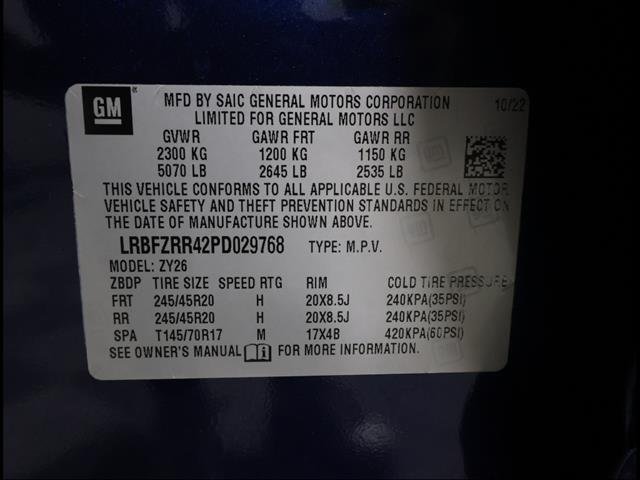 GM
MFD BY SAIC GENERAL MOTORS CORPORATION 10/22
LIMITED FOR GENERAL MOTORS LLC
GVWR GAWR FRT GAWR RR
2300 KG 1200 KG 1150 KG
5070 LB 2645 LB 2535 LB
THIS VEHICLE CONFORMS TO ALL APPLICABLE U.S. FEDERAL MOTOR
VEHICLE SAFETY AND THEFT PREVENTION STANDARDS IN EFFECT ON
THE DATE OF MANUFACTURE SHOWN ABOVE.
LRBFZRR42PD029768 TYPE: M.P.V.
MODEL: ZY26
ZBDP TIRE SIZE SPEED RTG RIM COLD TIRE PRESSURE
FRT 245/45R20 H 20X8.5J 240KPA(35PSI)
RR 245/45R20 H 20X8.5J 240KPA(35PSI)
SPA T145/70R17 M 17X4B 420KPA(60PSI)
SEE OWNER'S MANUAL FOR MORE INFORMATION.